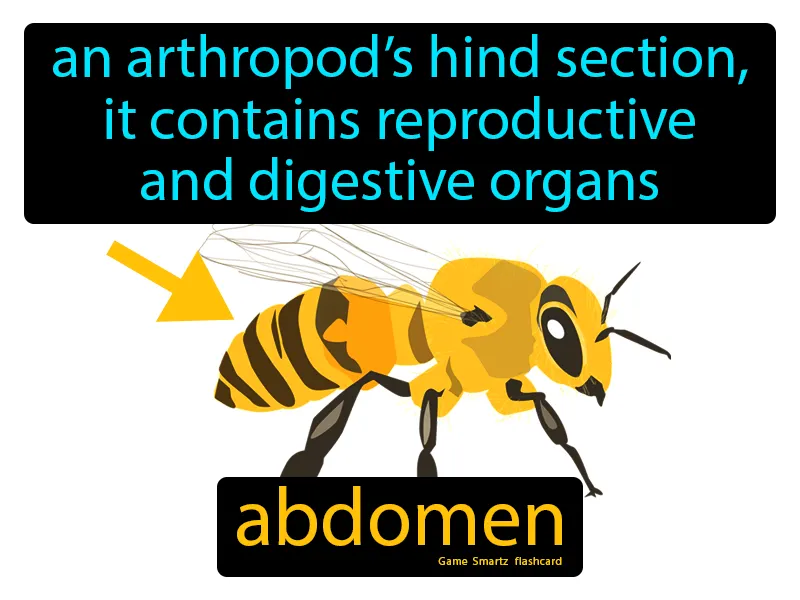 an arthropod’s hind section,
it contains reproductive
and digestive organs
abdomen
Game Smartz flashcard